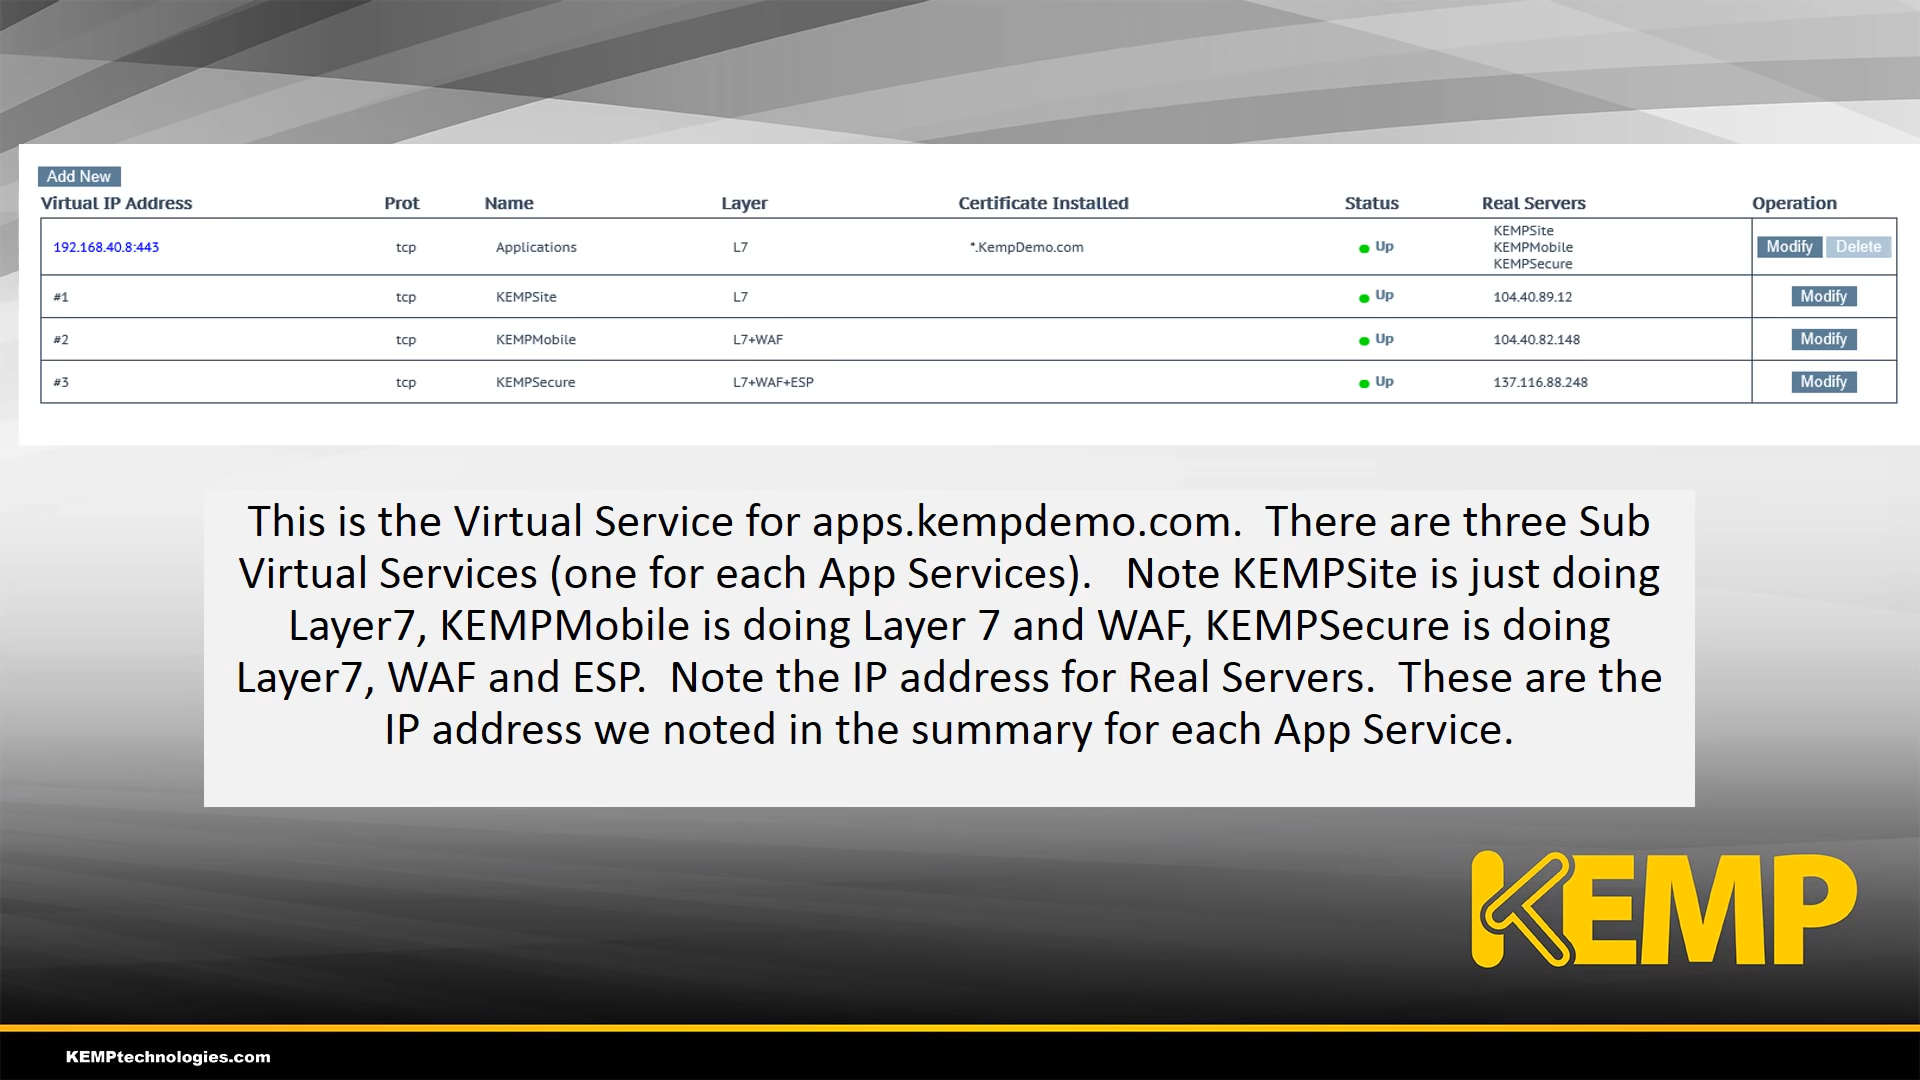 Add New
Virtual IP Address Prot Name Layer Certificate Installed Status Real Servers Operation
192.168.40.8:443 tcp Applications L7 *.KempDemo.com Up KEMPSite KEMPMobile KEMPSecure Modify Delete
#1 tcp KEMPSite L7 Up 104.40.89.12 Modify
#2 tcp KEMPMobile L7+WAF Up 104.40.82.148 Modify
#3 tcp KEMPSecure L7+WAF+ESP Up 137.116.88.248 Modify
This is the Virtual Service for apps.kempdemo.com. There are three Sub
Virtual Services (one for each App Services). Note KEMPSite is just doing
Layer7, KEMPMobile is doing Layer 7 and WAF, KEMPSecure is doing
Layer7, WAF and ESP. Note the IP address for Real Servers. These are the
IP address we noted in the summary for each App Service.
KEMP
KEMPtechnologies.com